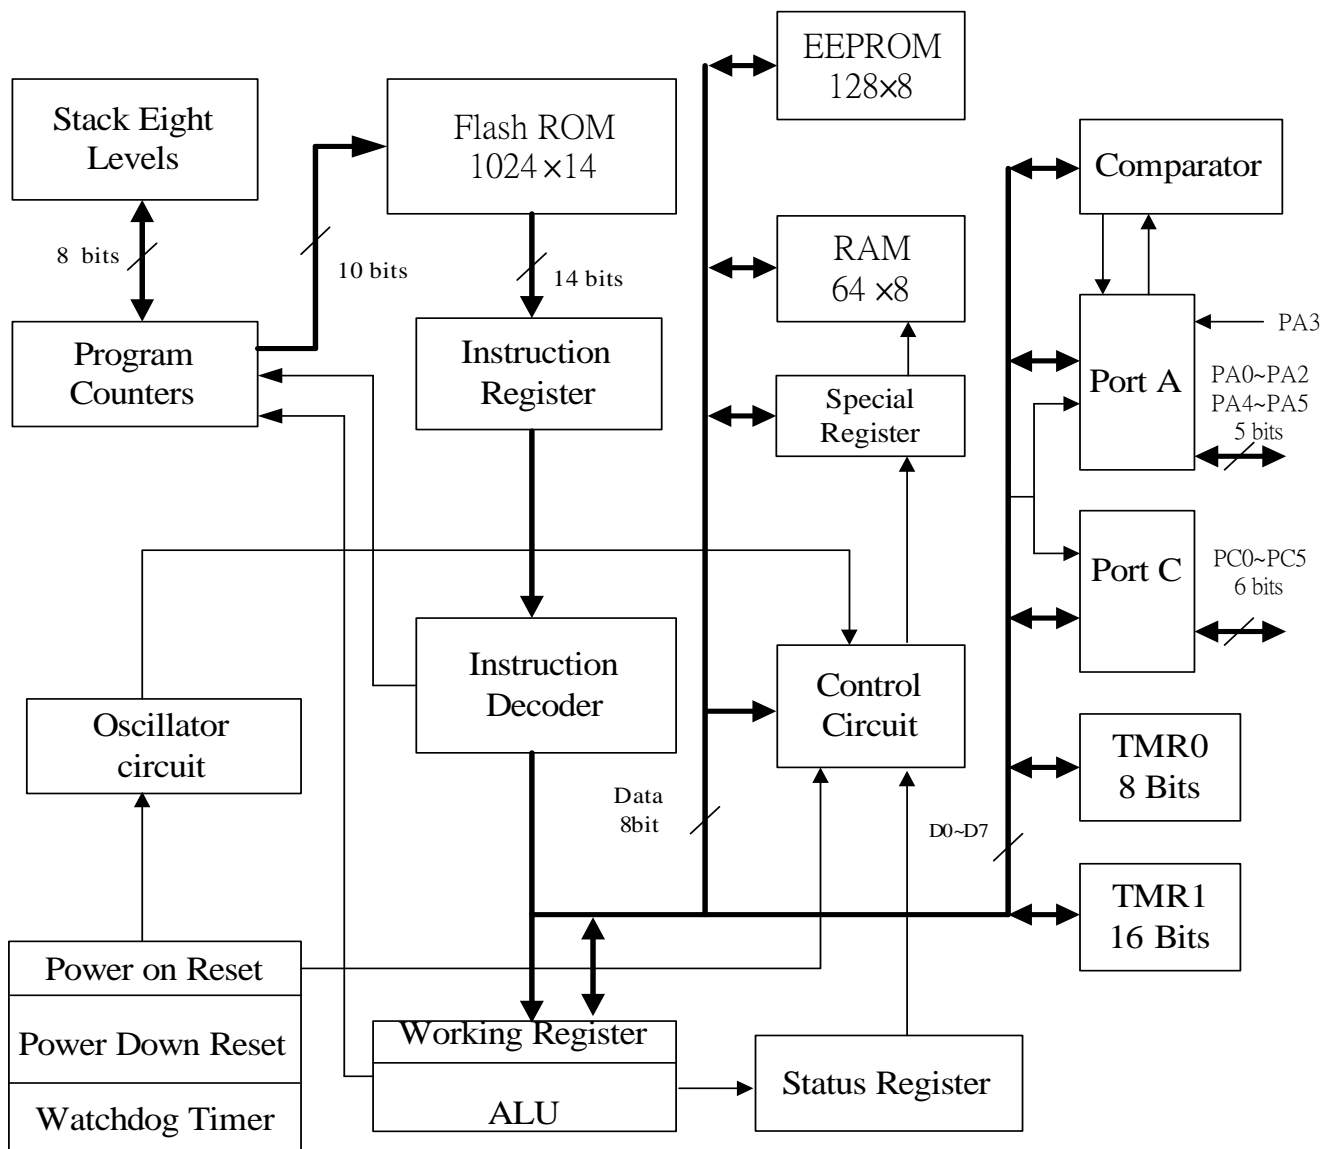 EEPROM
128×8
Stack Eight
Levels
Flash ROM
1024×14
Comparator
8 bits
10 bits
14 bits
RAM
64 ×8
PA3
Program
Counters
Instruction
Register
Special
Register
Port A
PA0~PA2
PA4~PA5
5 bits
Port C
PC0~PC5
6 bits
Instruction
Decoder
Control
Circuit
Oscillator
circuit
TMR0
8 Bits
Data
8bit
D0~D7
TMR1
16 Bits
Power on Reset
Power Down Reset
Watchdog Timer
Working Register
ALU
Status Register